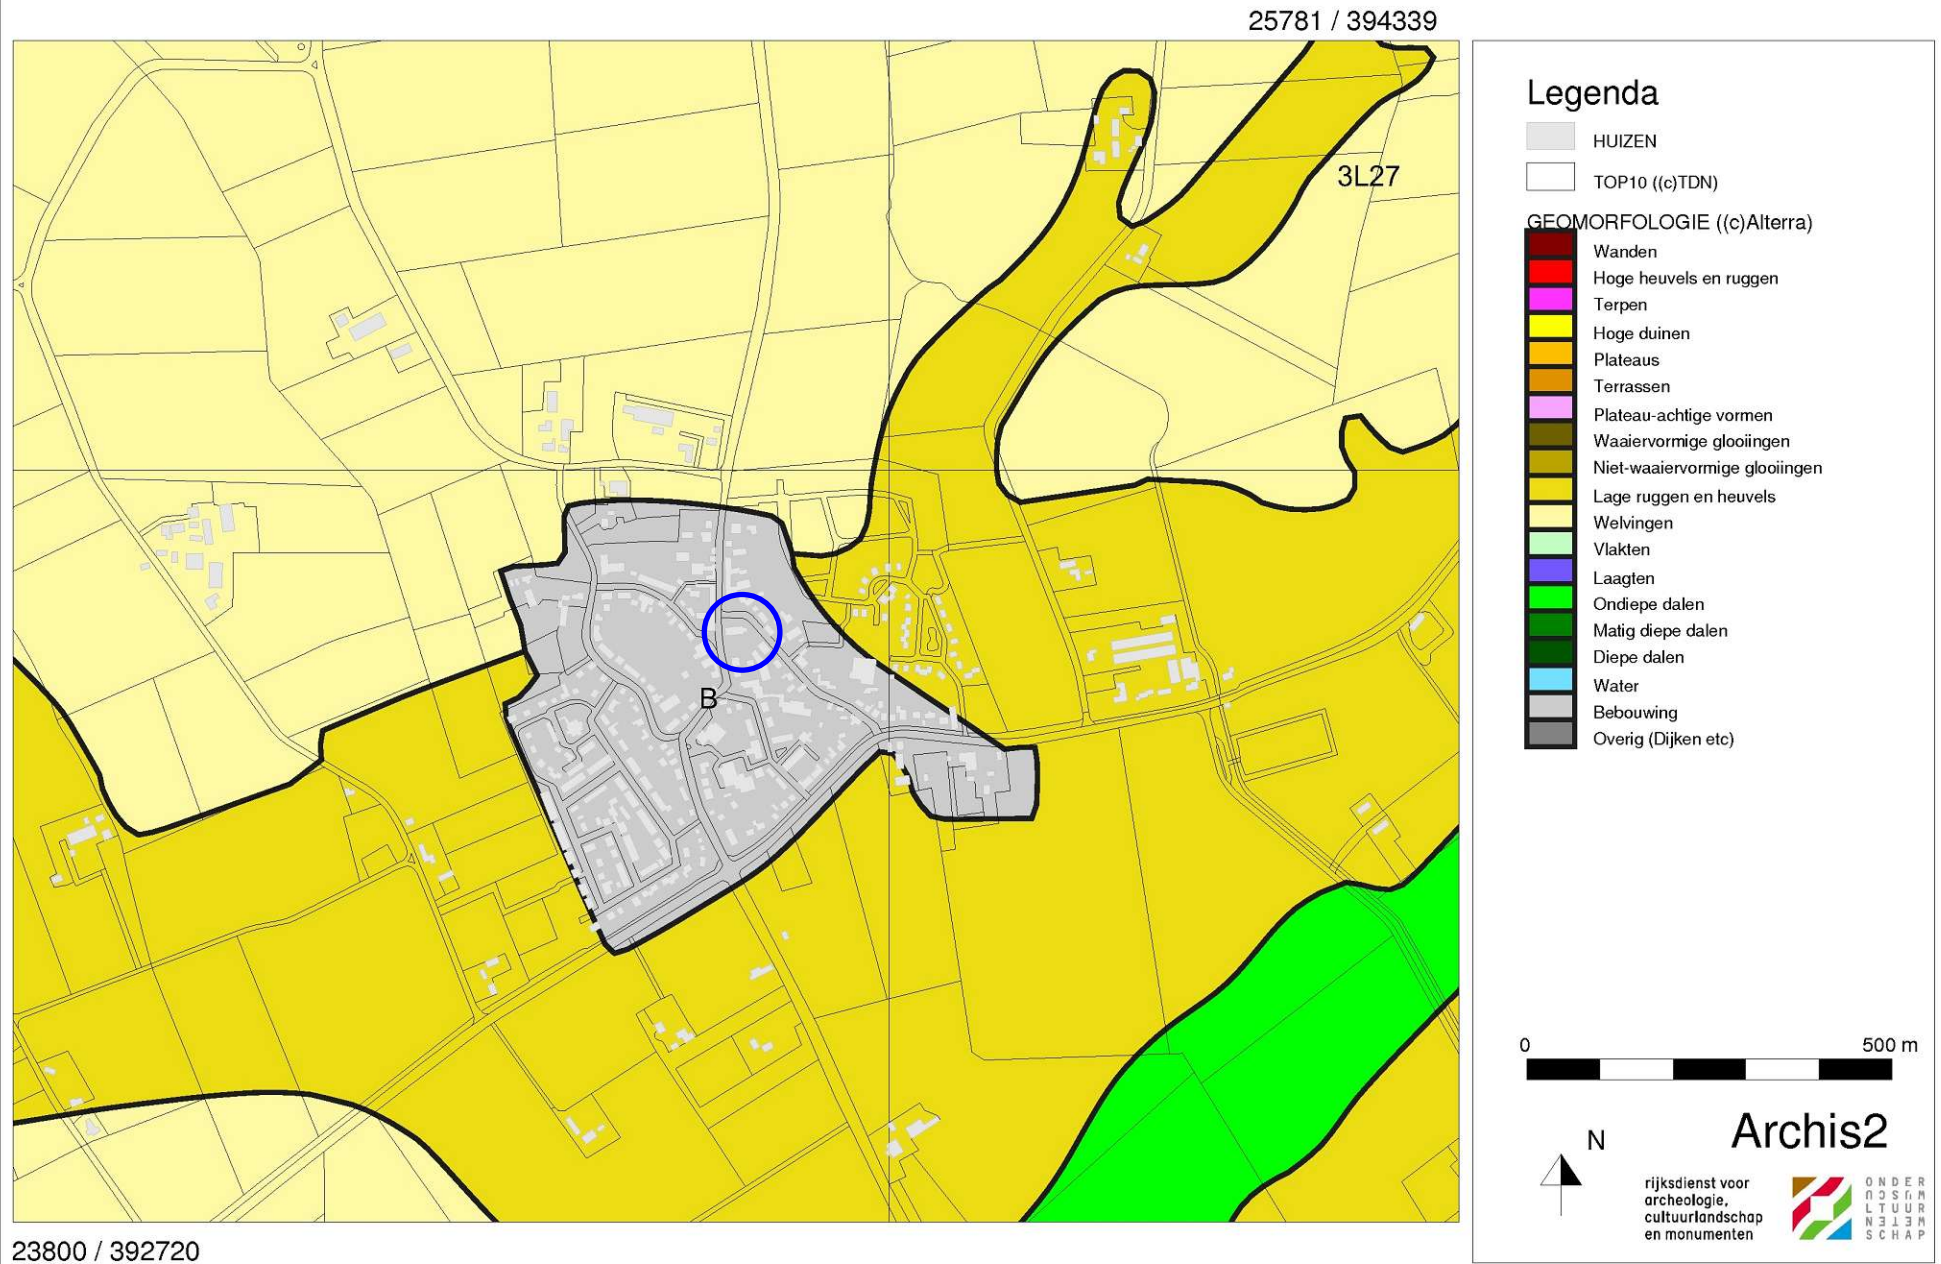 25781 / 394339
3L27
B
23800 / 392720
Legenda
HUIZEN
TOP10 ((c)TDN)
GEOMORFOLOGIE ((c)Alterra)
Wanden
Hoge heuvels en ruggen
Terpen
Hoge duinen
Plateaus
Terrassen
Plateau-achtige vormen
Waaiervormige glooiingen
Niet-waaiervormige glooiingen
Lage ruggen en heuvels
Welvingen
Vlakten
Laagten
Ondiepe dalen
Matig diepe dalen
Diepe dalen
Water
Bebouwing
Overig (Dijken etc)
0 500 m
N
Archis2
rijksdienst voor
archeologie,
cultuurlandschap
en monumenten
ONDER
LTUUR
SCHAP